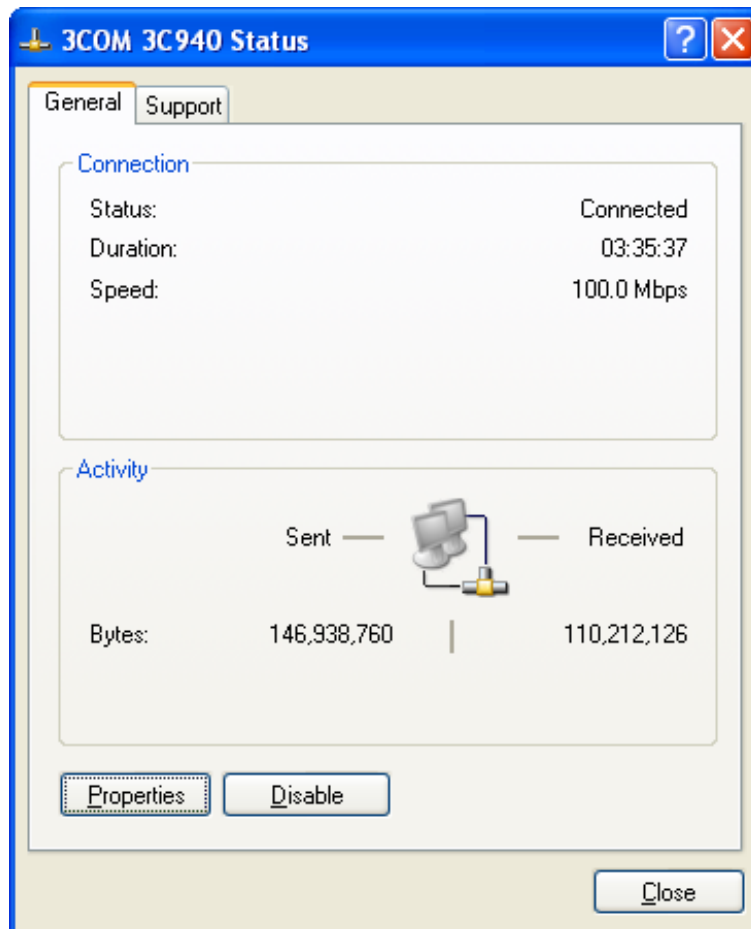 3COM 3C940 Status
General Support
Connection
Status: Connected
Duration: 03:35:37
Speed: 100.0 Mbps
Activity
Sent Received
Bytes: 146,938,760 110,212,126
Properties Disable
Close